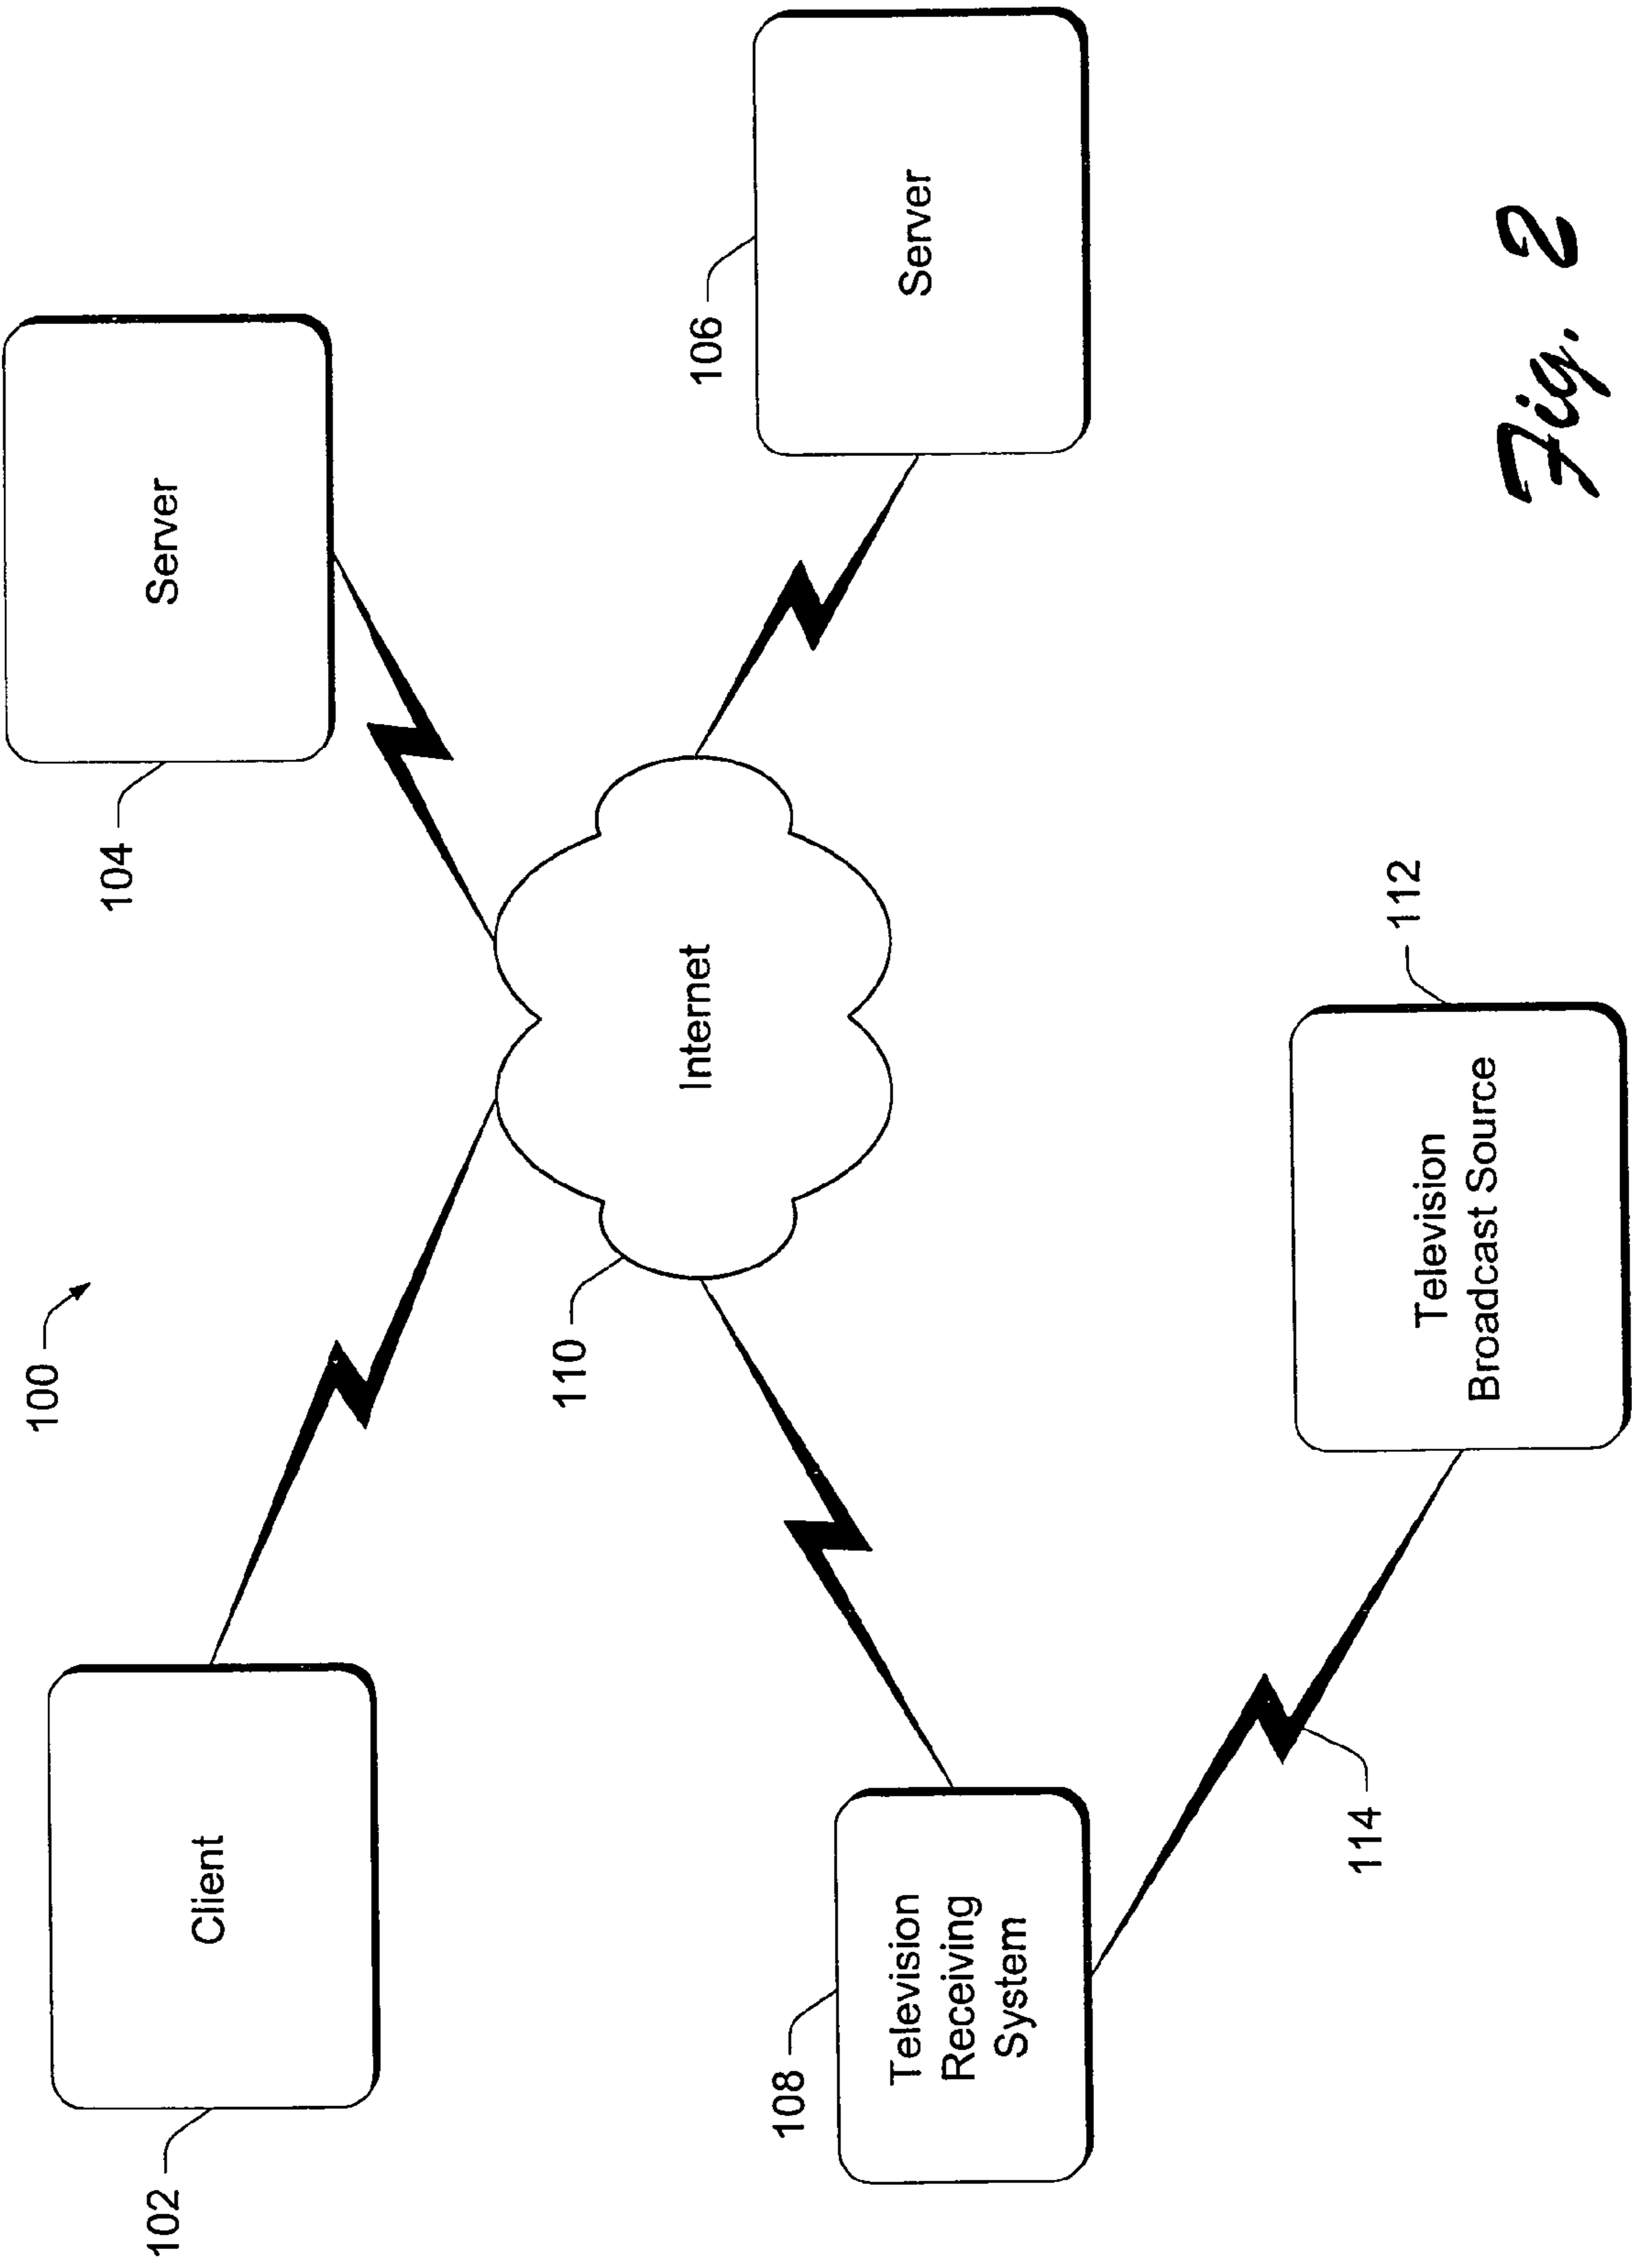 100
102
Client
104
Server
110
Internet
106
Server
108
Television
Receiving
System
112
Television
Broadcast Source
114
Fig. 2